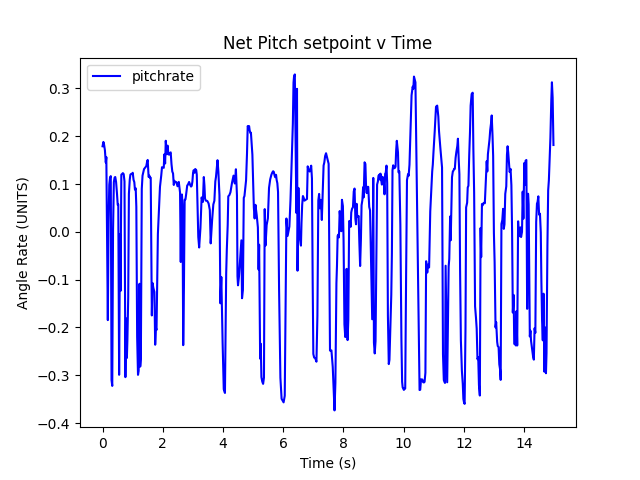 Net Pitch setpoint v Time
pitchrate
Angle Rate (UNITS)
0.3
0.2
0.1
0.0
−0.1
−0.2
−0.3
−0.4
0 2 4 6 8 10 12 14
Time (s)